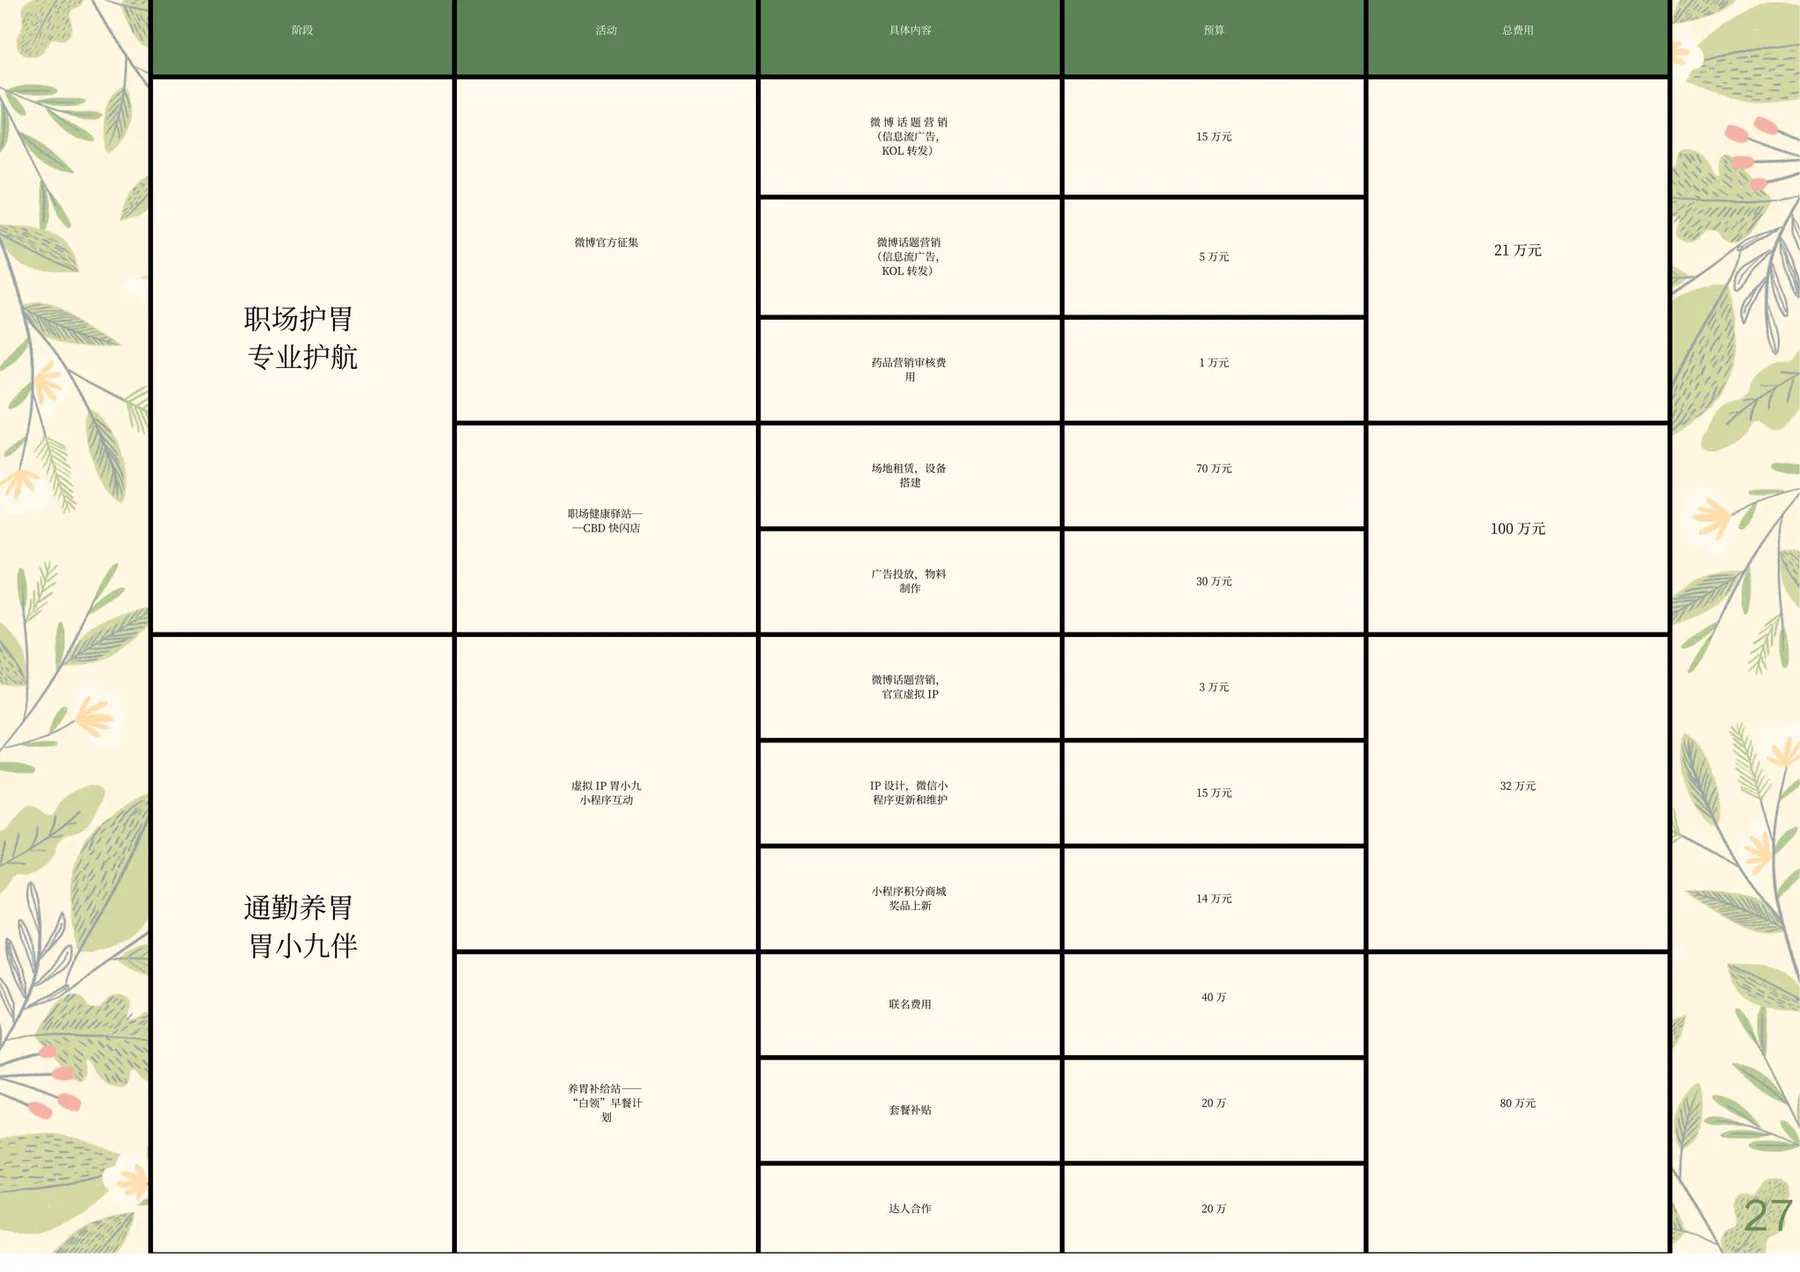 阶段
活动
具体内容
预算
总费用
职场护胃
专业护航
微博官方征集
微 博 话 题 营 销
（信息流广告，
KOL 转发）
15 万元
21 万元
微博话题营销
（信息流广告，
KOL 转发）
5 万元
药品营销审核费
用
1 万元
职场健康驿站—
—CBD 快闪店
场地租赁，设备
搭建
70 万元
100 万元
广告投放，物料
制作
30 万元
通勤养胃
胃小九伴
虚拟 IP 胃小九
小程序互动
微博话题营销，
官宣虚拟 IP
3 万元
32 万元
IP 设计，微信小
程序更新和维护
15 万元
小程序积分商城
奖品上新
14 万元
养胃补给站——
“白领”早餐计
划
联名费用
40 万
80 万元
套餐补贴
20 万
达人合作
20 万
27